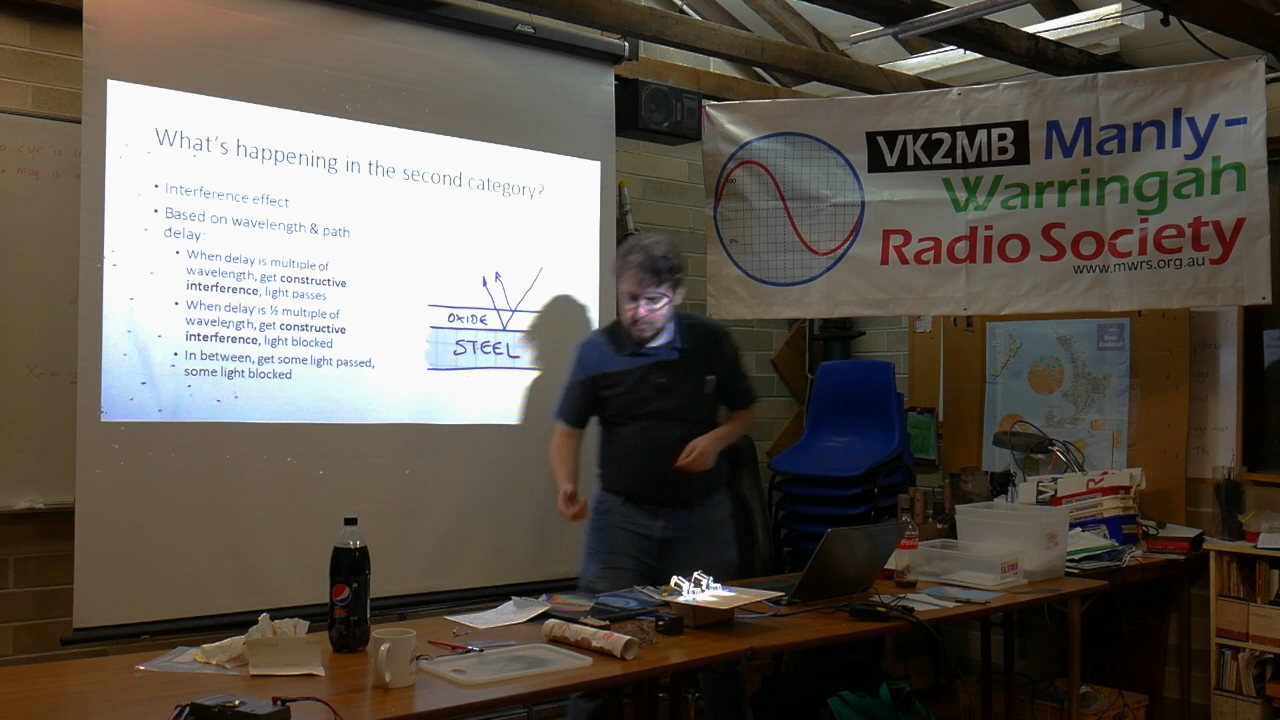 What's happening in the second category?
• Interference effect
• Based on wavelength & path
delay:
• When delay is multiple of
wavelength, get constructive
interference, light passes
• When delay is ½ multiple of
wavelength, get constructive
interference, light blocked
• In between, get some light passed,
some light blocked
OXIDE
STEEL
VK2MB Manly-
Warringah
Radio Society
www.mwrs.org.au
pepsi